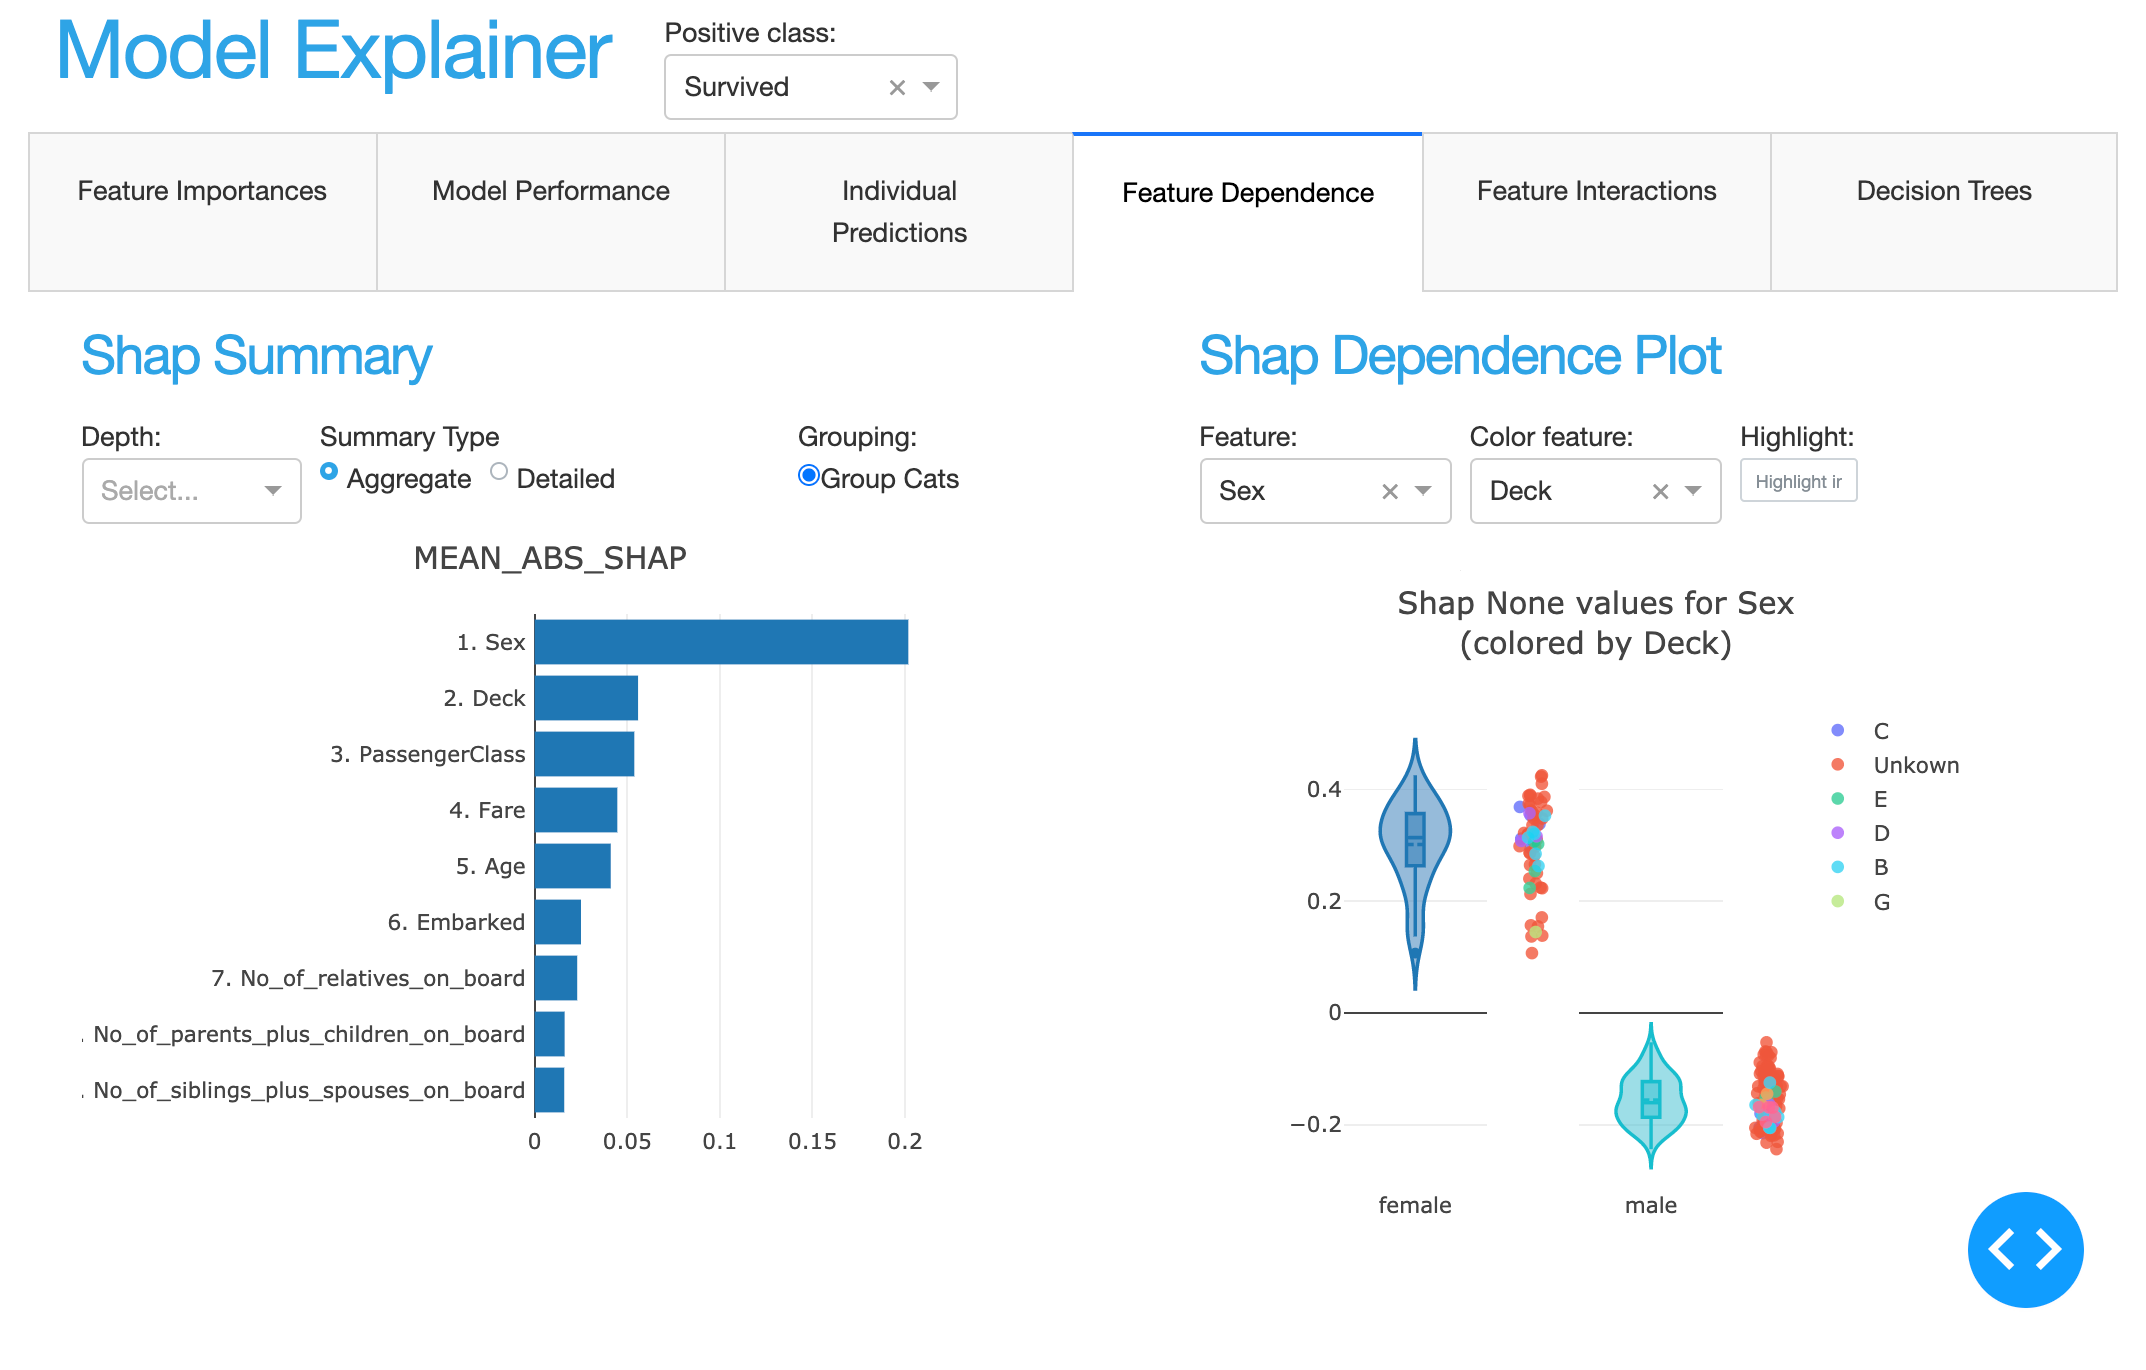 Model Explainer
Positive class:
Survived
Feature Importances
Model Performance
Individual
Predictions
Feature Dependence
Feature Interactions
Decision Trees
Shap Summary
Depth:
Select...
Summary Type
Aggregate
Detailed
Grouping:
Group Cats
MEAN_ABS_SHAP
1. Sex
2. Deck
3. PassengerClass
4. Fare
5. Age
6. Embarked
7. No_of_relatives_on_board
. No_of_parents_plus_children_on_board
. No_of_siblings_plus_spouses_on_board
0 0.05 0.1 0.15 0.2
Shap Dependence Plot
Feature:
Sex
Color feature:
Deck
Highlight:
Highlight ir
Shap None values for Sex
(colored by Deck)
0.4
0.2
0
−0.2
female
male
C
Unkown
E
D
B
G